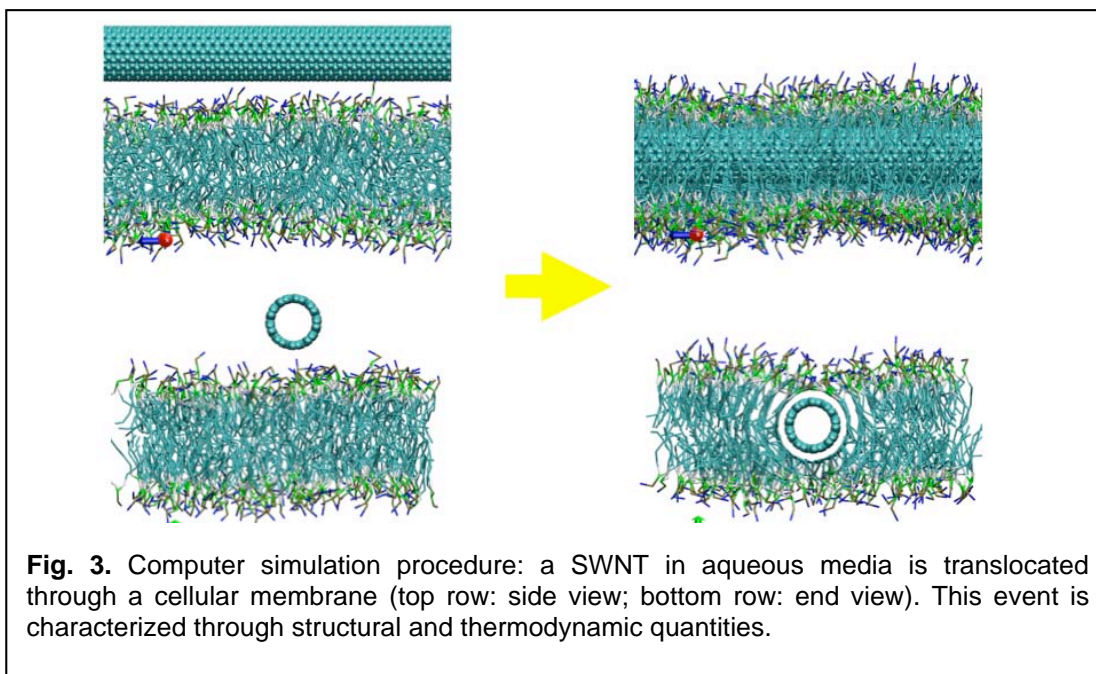 Fig. 3. Computer simulation procedure: a SWNT in aqueous media is translocated
through a cellular membrane (top row: side view; bottom row: end view). This event is
characterized through structural and thermodynamic quantities.